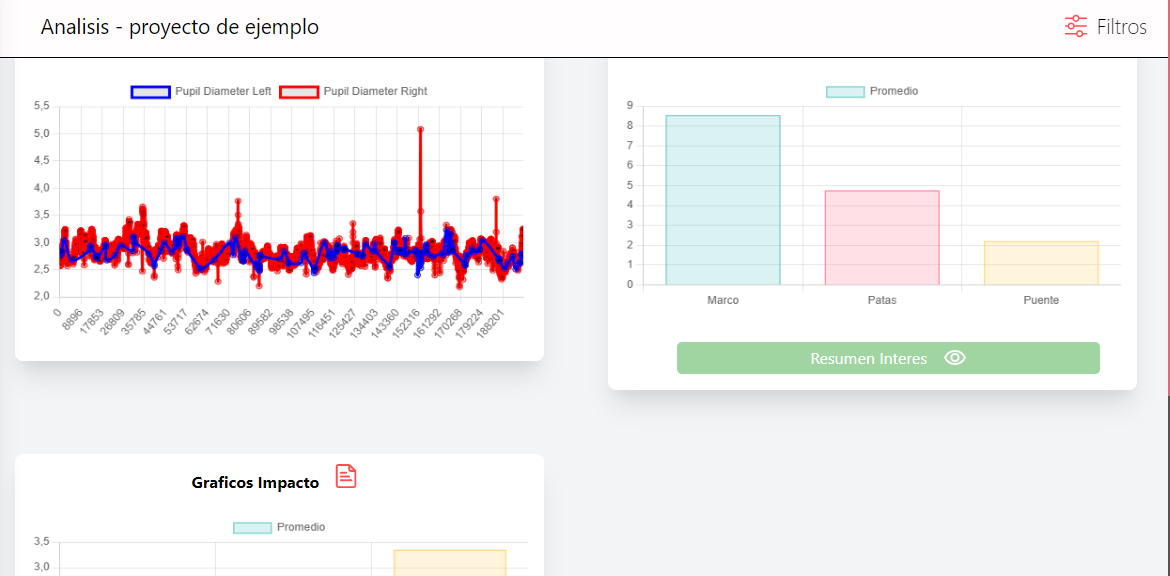 Analisis - proyecto de ejemplo
Filtros
Pupil Diameter Left Pupil Diameter Right
5,5
5,0
4,5
4,0
3,5
3,0
2,5
2,0
0 8896 17853 26809 35785 44761 53717 62674 71630 80606 89582 98538 107495 116451 125427 134403 143360 152316 161292 170268 179224 188201
Promedio
9
8
7
6
5
4
3
2
1
0
Marco Patas Puente
Resumen Interes
Graficos Impacto
Promedio
3,5
3,0